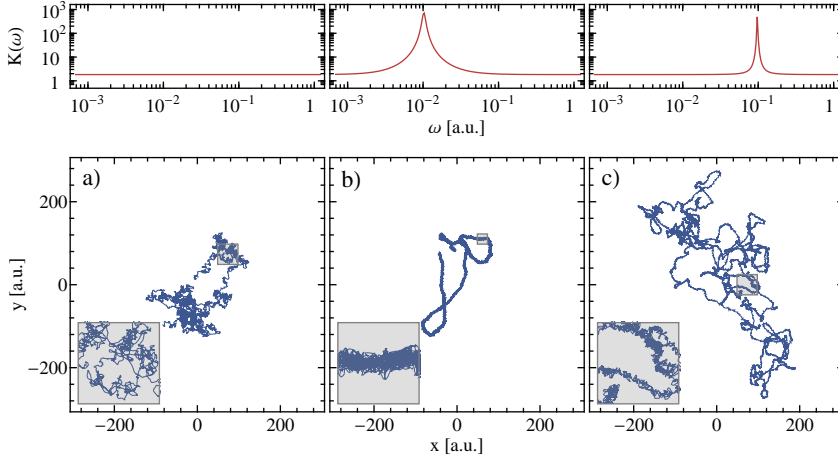 K(ω)
10³
10²
10¹
1
10⁻³ 10⁻² 10⁻¹ 1 10⁻³ 10⁻² 10⁻¹ 1 10⁻³ 10⁻² 10⁻¹ 1
ω [a.u.]
a) b) c)
y [a.u.]
200
0
−200
−200 0 200 −200 0 200 −200 0 200
x [a.u.]